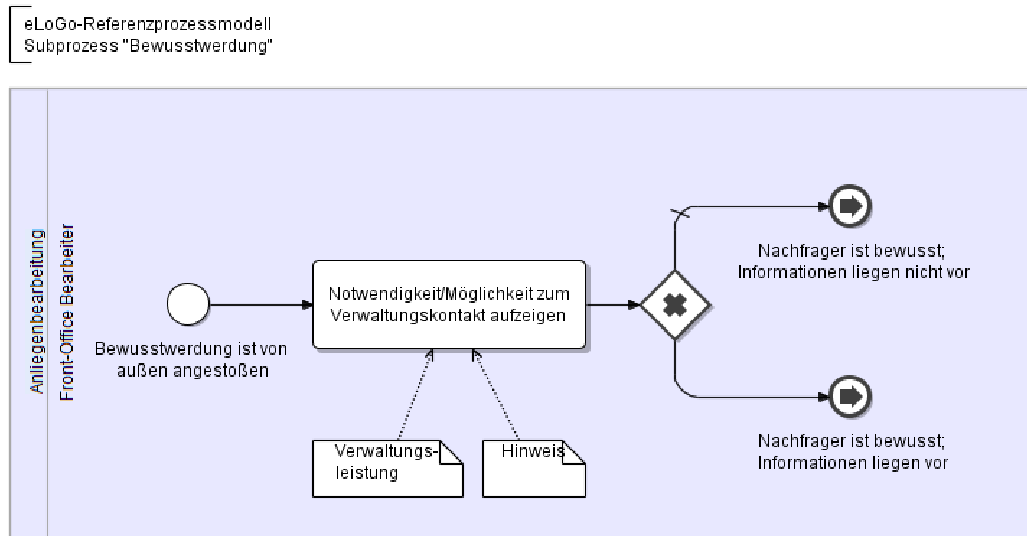 eLoGo-Referenzprozessmodell
Subprozess "Bewusstwerdung"
Anliegenbearbeitung
Front-Office Bearbeiter
Bewusstwerdung ist von
außen angestoßen
Notwendigkeit/Möglichkeit zum
Verwaltungskontakt aufzeigen
Verwaltungs-
leistung
Hinweis
Nachfrager ist bewusst;
Informationen liegen nicht vor
Nachfrager ist bewusst;
Informationen liegen vor